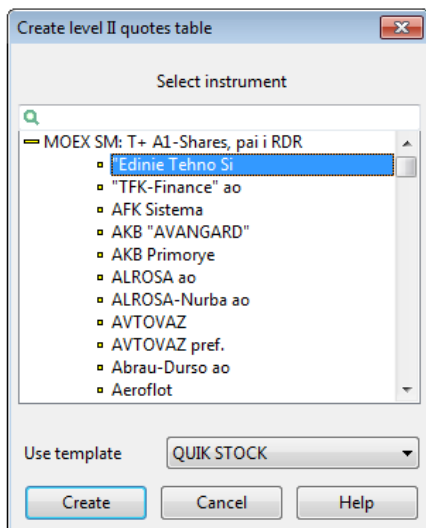 Create level II quotes table
Select instrument
MOEX SM: T+ A1-Shares, pai i RDR
"Edinie Tehno Si
"TFK-Finance" ao
AFK Sistema
AKB "AVANGARD"
AKB Primorye
ALROSA ao
ALROSA-Nurba ao
AVTOVAZ
AVTOVAZ pref.
Abrau-Durso ao
Aeroflot
Use template QUIK STOCK
Create Cancel Help